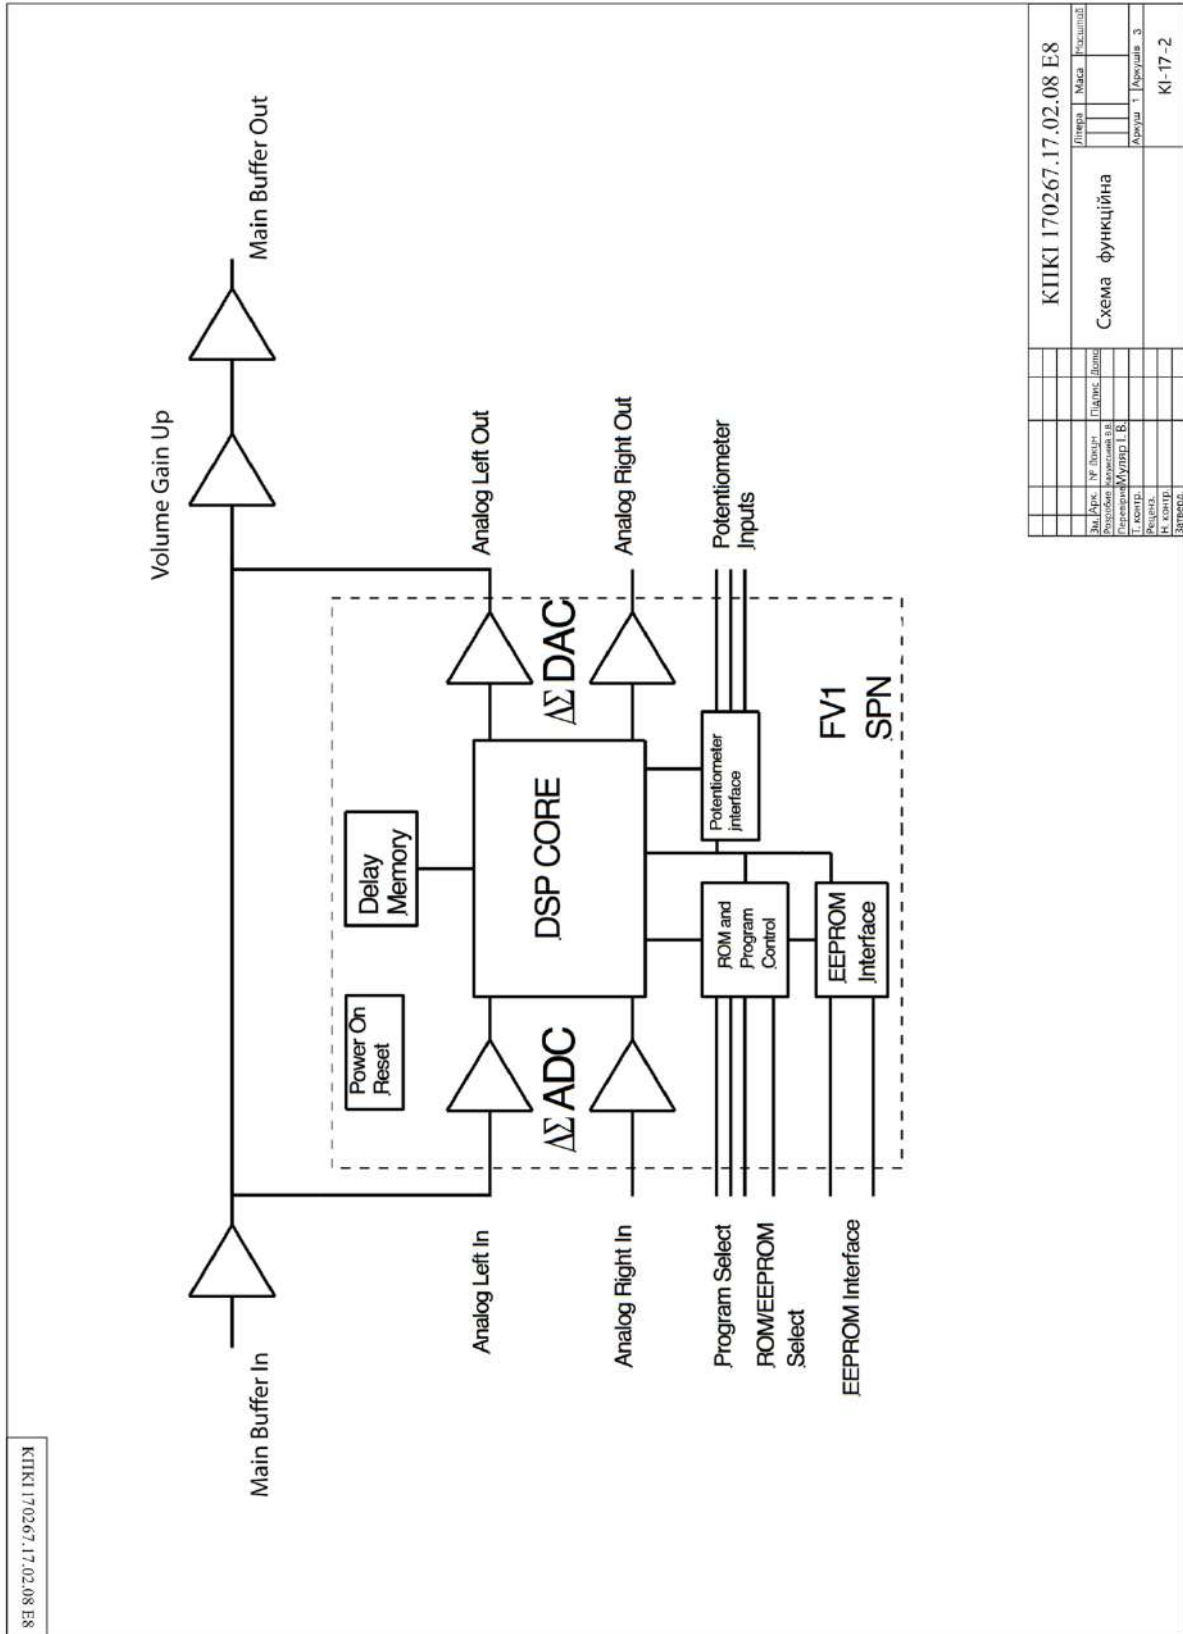 КПКІ 170267.17.02.08 Е8
Main Buffer In
Volume Gain Up
Main Buffer Out
Analog Left In
Analog Right In
Program Select
ROM/EEPROM
Select
EEPROM Interface
Power On
Reset
Delay
Memory
ΔΣ ADC
DSP CORE
ΔΣ DAC
ROM and
Program
Control
EEPROM
Interface
Potentiometer
interface
FV1
SPN
Analog Left Out
Analog Right Out
Potentiometer
Inputs
КПКІ 170267.17.02.08 Е8
Зм. Арк. № Докум Підпис Дата
Розробив
Перевірив Муляр І. В.
Т. контр.
Реценз.
Н. контр.
Затверд.
Схема функційна
Літера Маса Масштаб
Аркуш 1 Аркушів 3
КІ-17-2